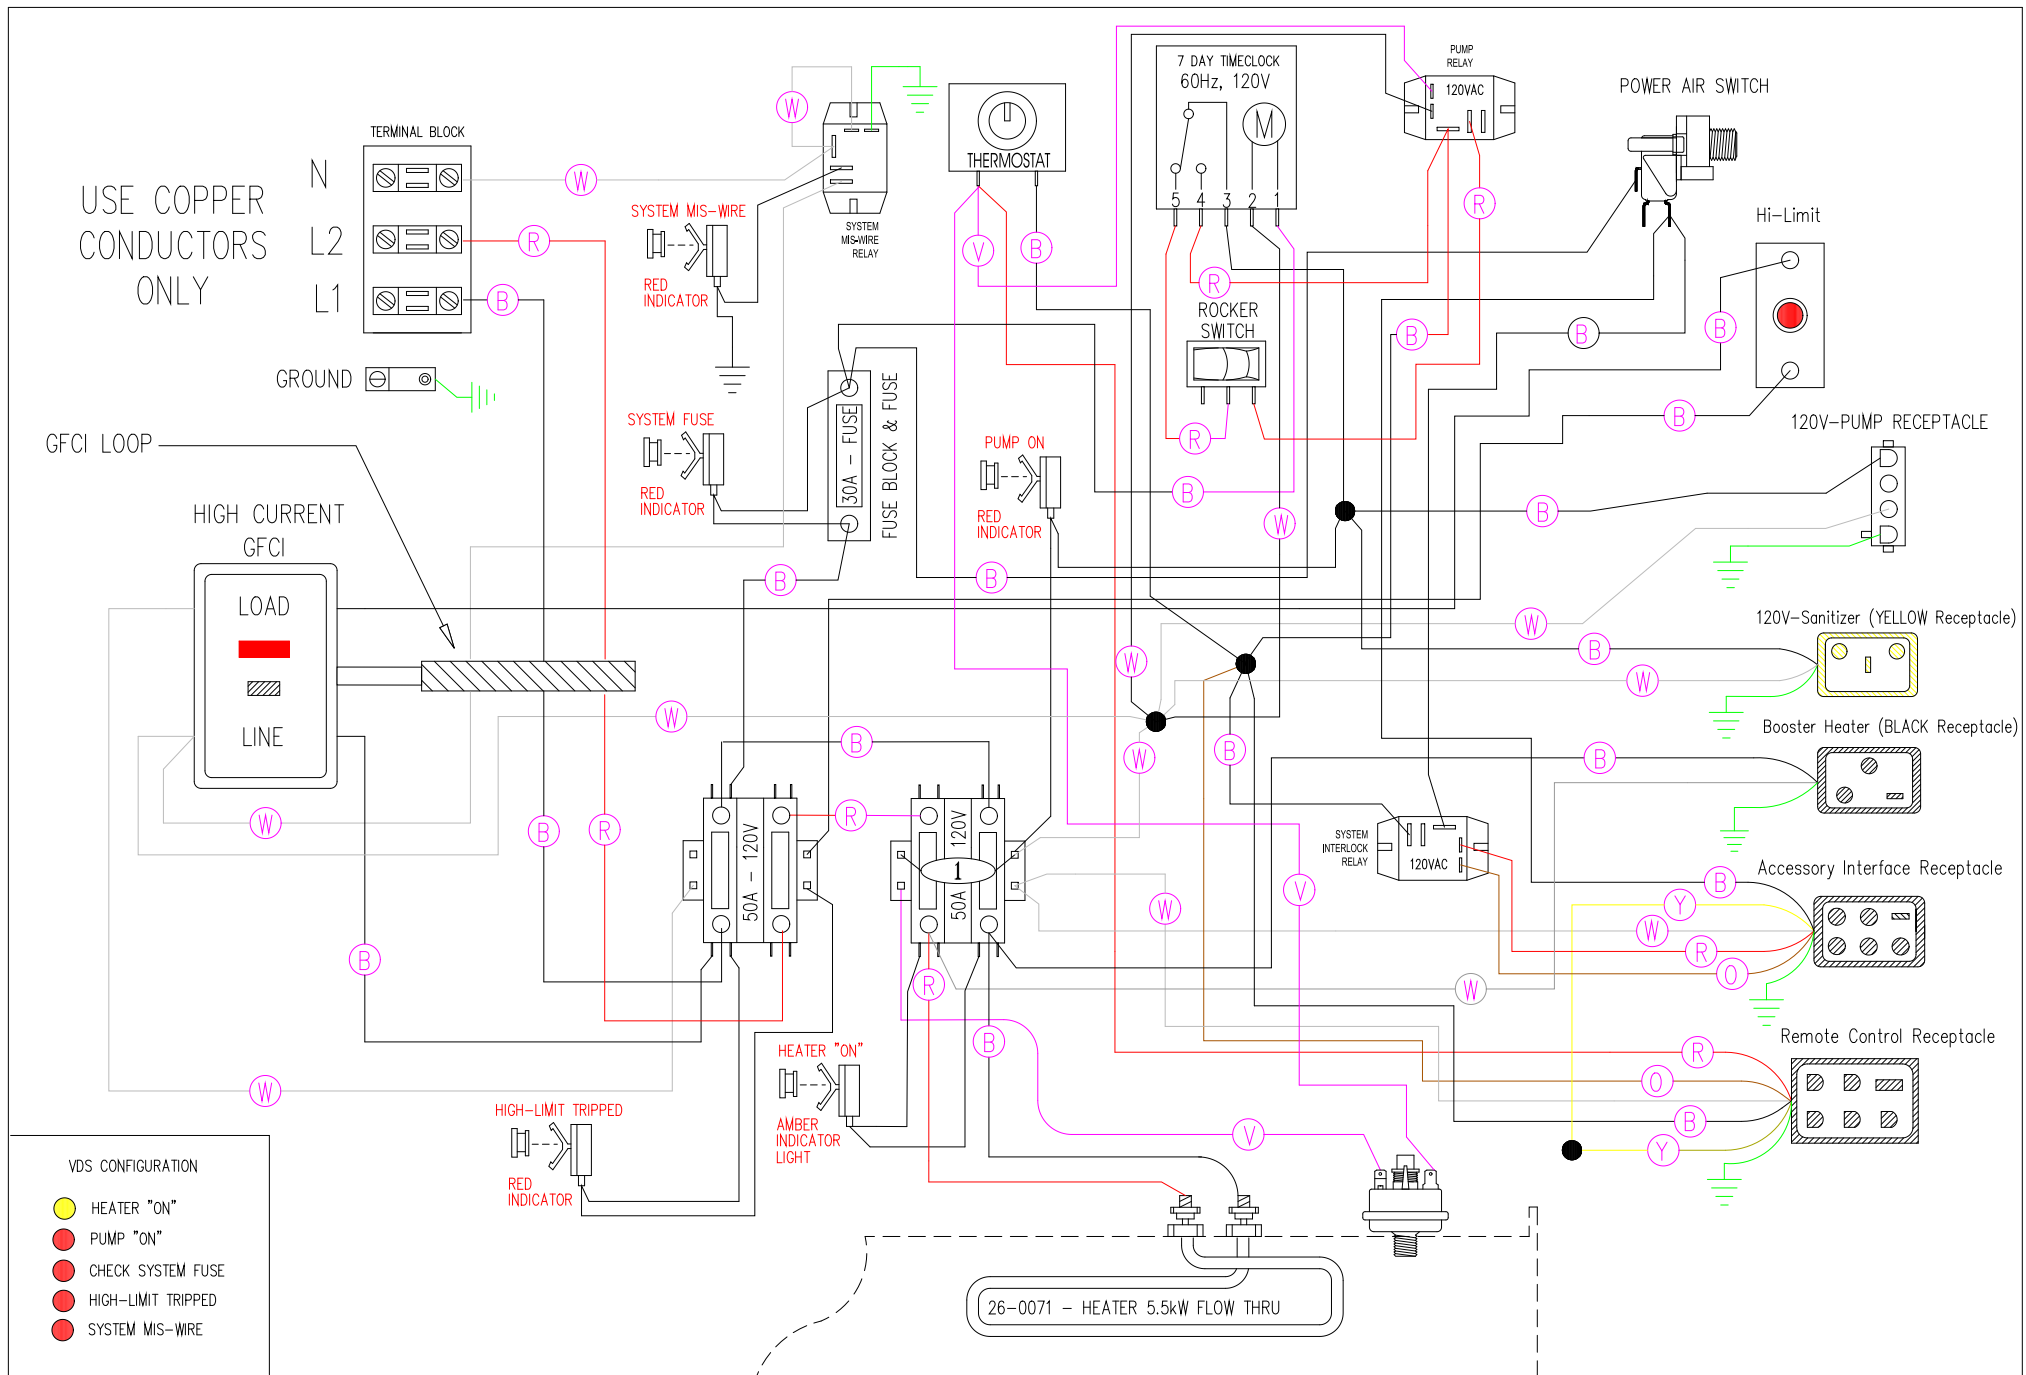 USE COPPER
CONDUCTORS
ONLY
TERMINAL BLOCK
N
L2
L1
GROUND
GFCI LOOP
HIGH CURRENT
GFCI
LOAD
LINE
W
R
B
W
SYSTEM
MIS-WIRE
RELAY
SYSTEM MIS-WIRE
RED
INDICATOR
SYSTEM FUSE
RED
INDICATOR
30A - FUSE
FUSE BLOCK & FUSE
THERMOSTAT
V
B
7 DAY TIMECLOCK
60Hz, 120V
M
5 4 3 2 1
R
ROCKER
SWITCH
R
B
W
PUMP
RELAY
120VAC
R
B
POWER AIR SWITCH
B
Hi-Limit
B
B
PUMP ON
RED
INDICATOR
B
B
B
120V-PUMP RECEPTACLE
W
W
B
120V-Sanitizer (YELLOW Receptacle)
W
W
B
R
B
W
W
B
R
50A - 120V
50A 120V
1
B
W
B
Booster Heater (BLACK Receptacle)
SYSTEM
INTERLOCK
RELAY
120VAC
V
W
Accessory Interface Receptacle
B
Y
W
R
O
W
R
B
B
W
Remote Control Receptacle
R
O
B
Y
V
HEATER "ON"
AMBER
INDICATOR
LIGHT
HIGH-LIMIT TRIPPED
RED
INDICATOR
26-0071 - HEATER 5.5kW FLOW THRU
VDS CONFIGURATION
HEATER "ON"
PUMP "ON"
CHECK SYSTEM FUSE
HIGH-LIMIT TRIPPED
SYSTEM MIS-WIRE